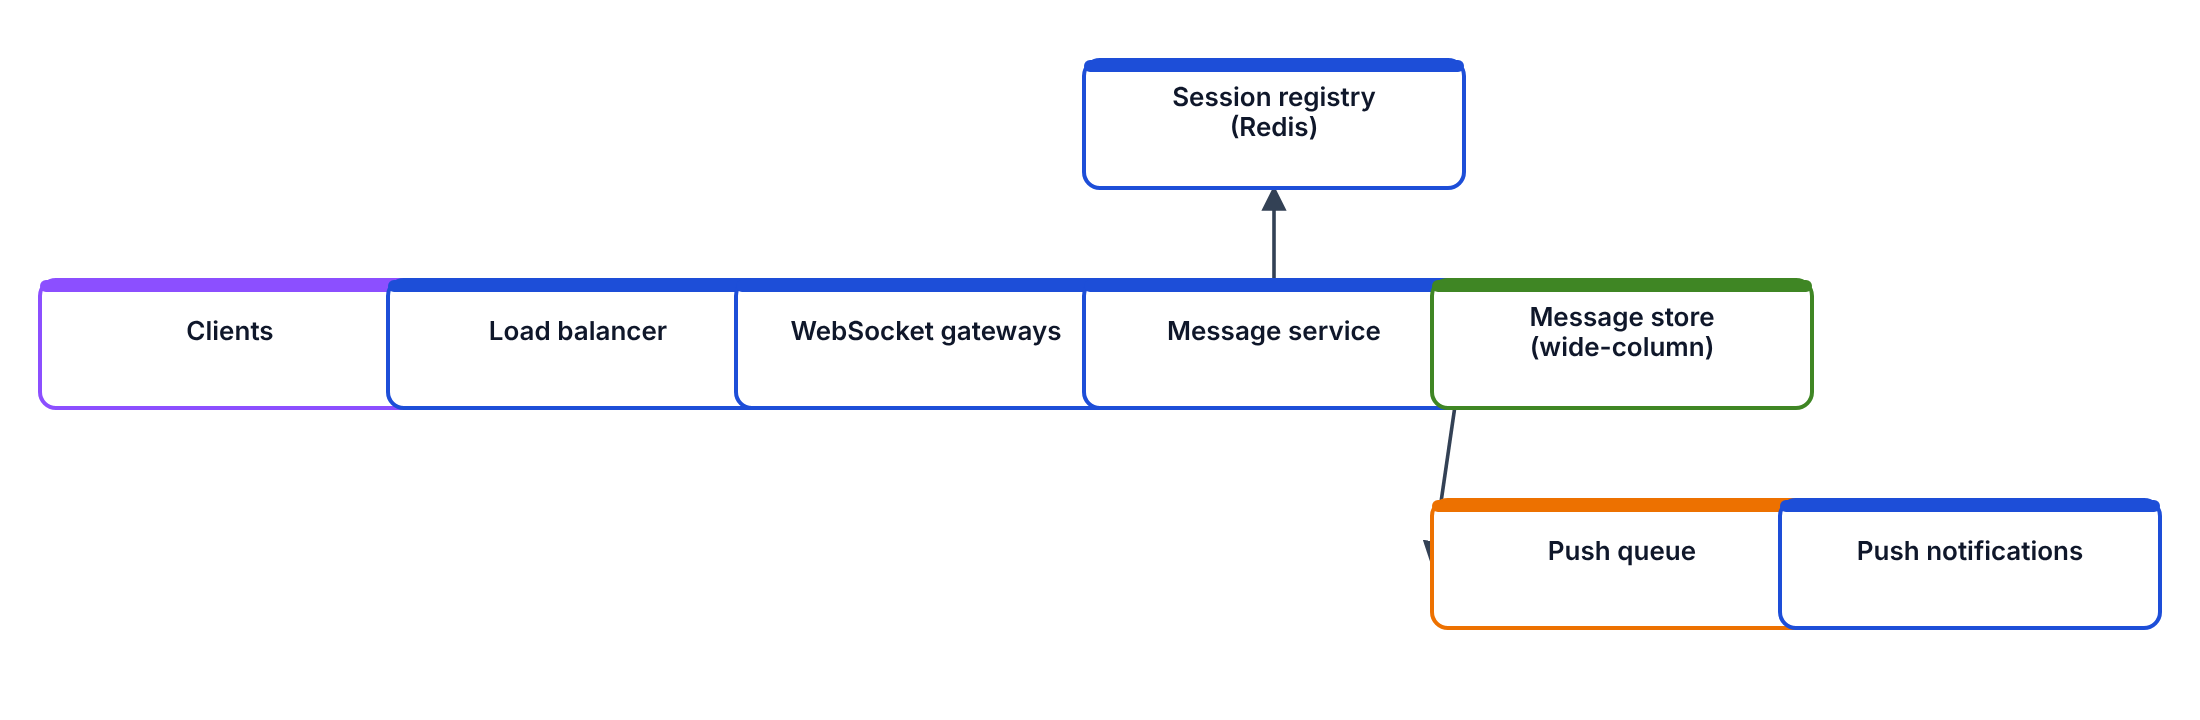 Session registry
(Redis)
Clients
Load balancer
WebSocket gateways
Message service
Message store
(wide-column)
Push queue
Push notifications